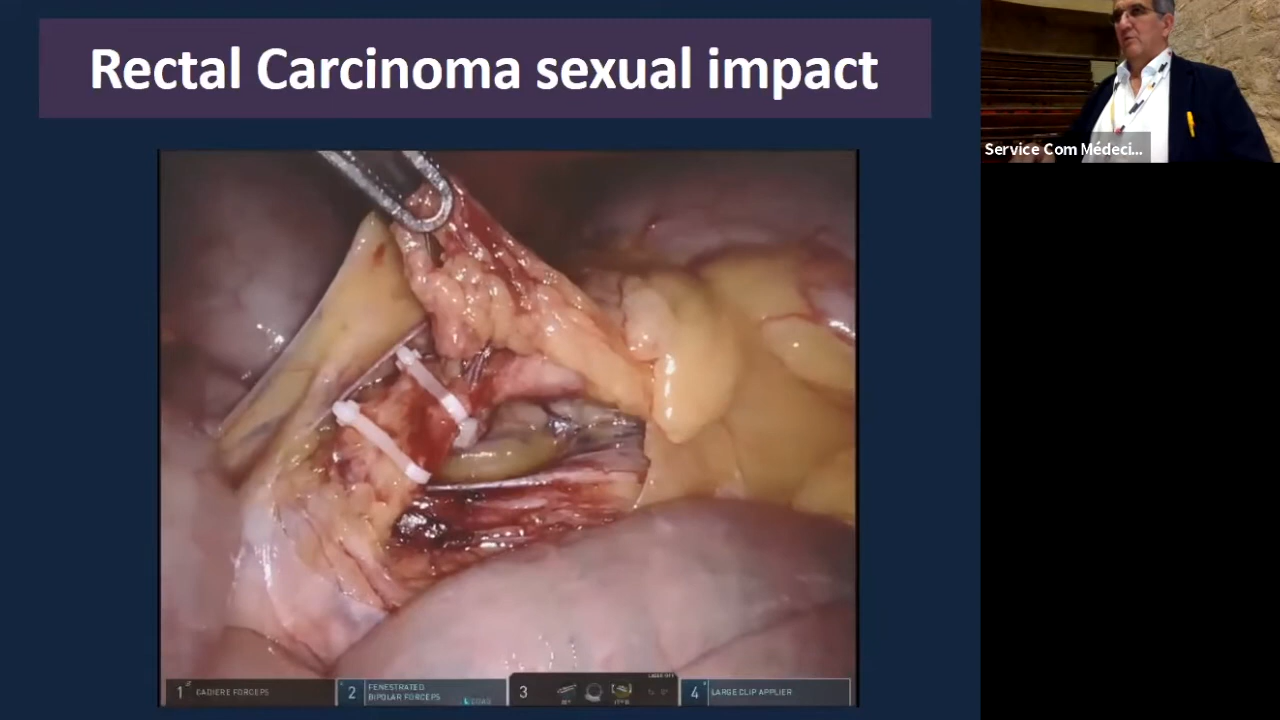 Rectal Carcinoma sexual impact
Service Com Médeci...
1 CADIERE FORCEPS
2 FENESTRATED
BIPOLAR FORCEPS
3
4 LARGE CLIP APPLIER